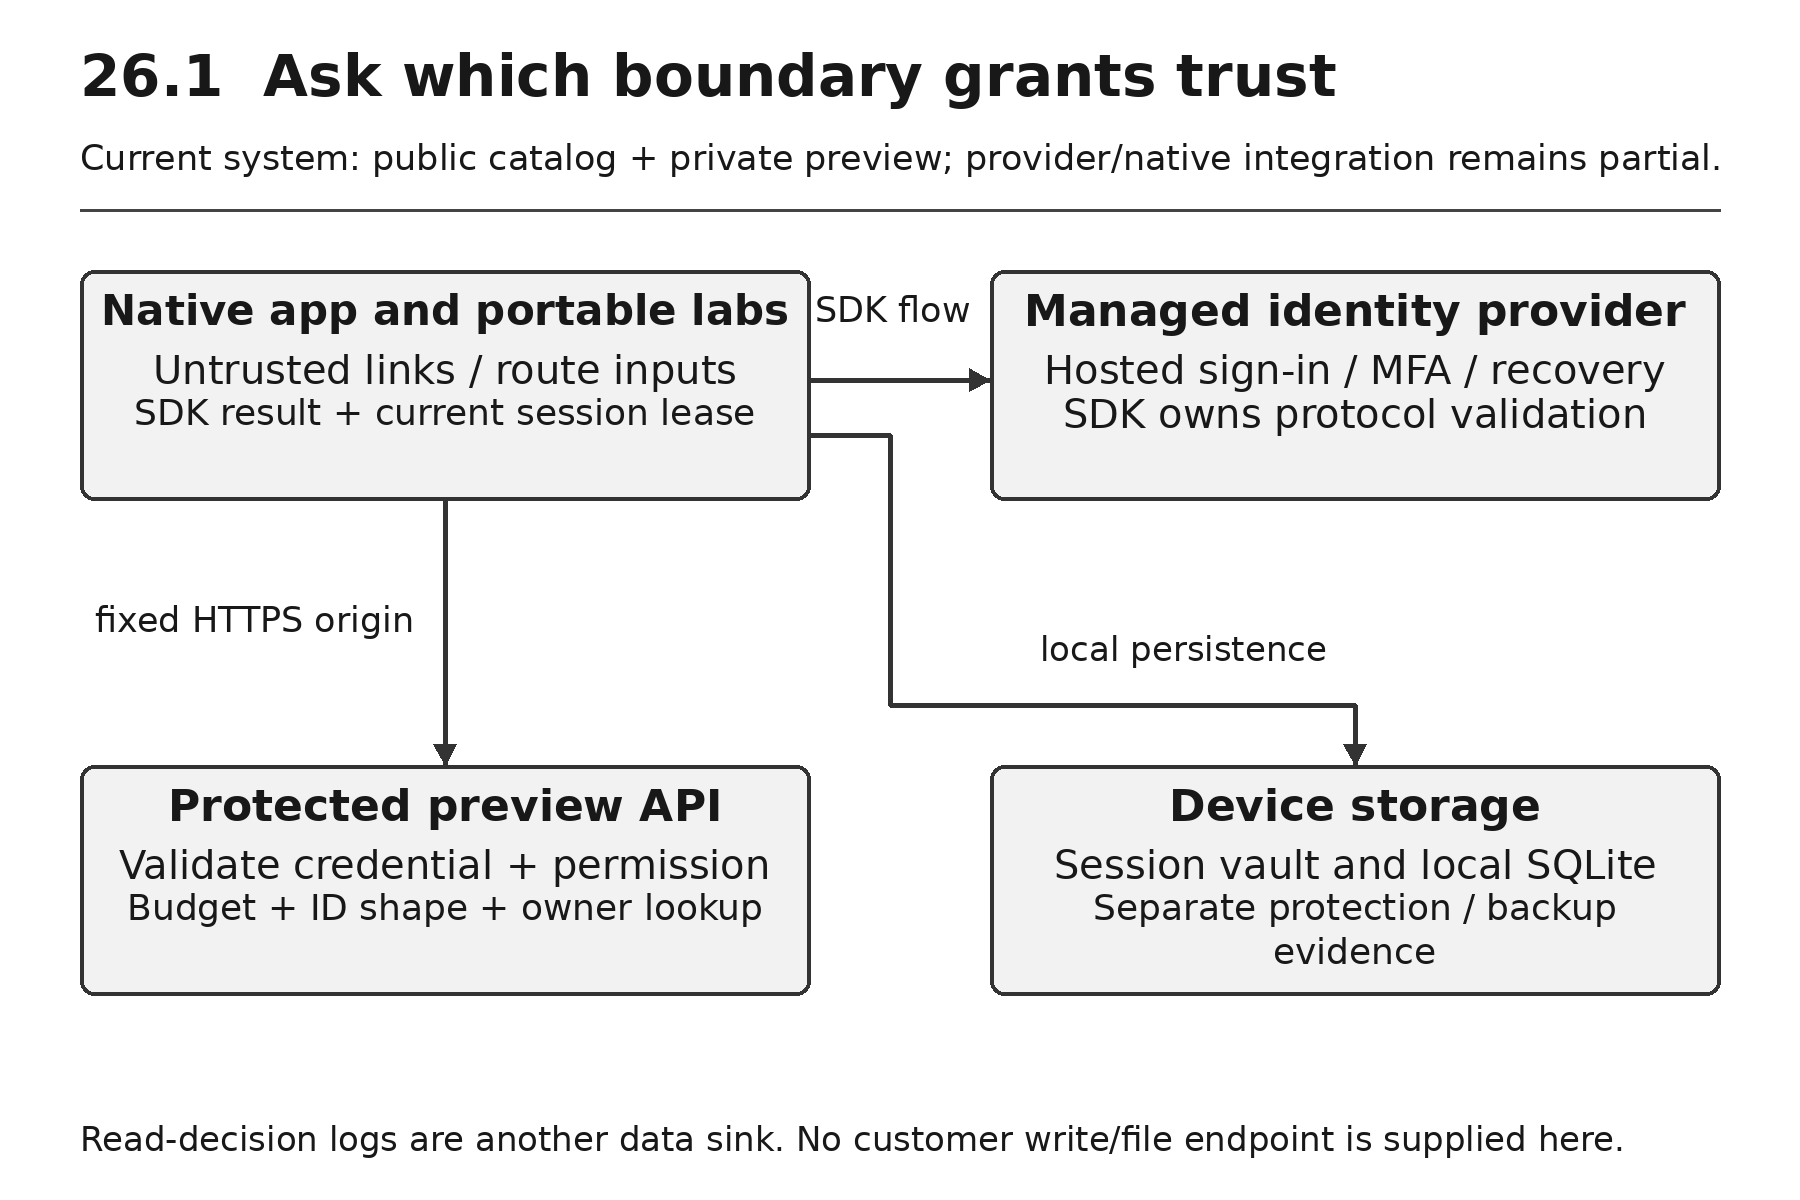 26.1 Ask which boundary grants trust
Current system: public catalog + private preview; provider/native integration remains partial.
Native app and portable labs
Untrusted links / route inputs
SDK result + current session lease
SDK flow
Managed identity provider
Hosted sign-in / MFA / recovery
SDK owns protocol validation
fixed HTTPS origin
local persistence
Protected preview API
Validate credential + permission
Budget + ID shape + owner lookup
Device storage
Session vault and local SQLite
Separate protection / backup
evidence
Read-decision logs are another data sink. No customer write/file endpoint is supplied here.